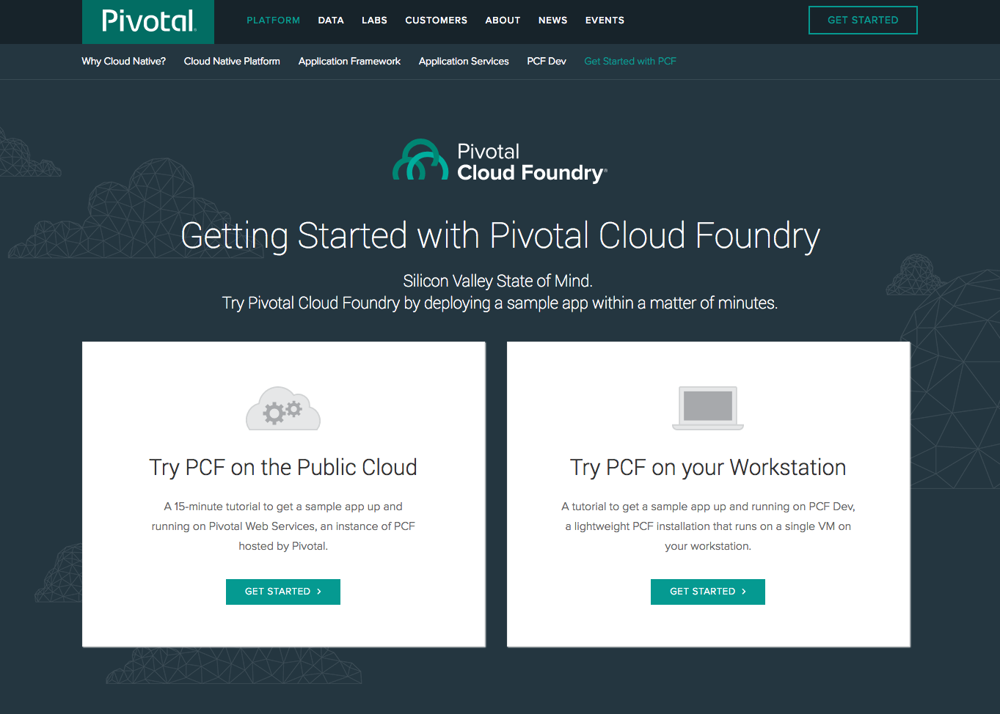 Pivotal
PLATFORM DATA LABS CUSTOMERS ABOUT NEWS EVENTS GET STARTED
Why Cloud Native? Cloud Native Platform Application Framework Application Services PCF Dev Get Started with PCF
Pivotal
Cloud Foundry®
Getting Started with Pivotal Cloud Foundry
Silicon Valley State of Mind.
Try Pivotal Cloud Foundry by deploying a sample app within a matter of minutes.
Try PCF on the Public Cloud
A 15-minute tutorial to get a sample app up and
running on Pivotal Web Services, an instance of PCF
hosted by Pivotal.
GET STARTED >
Try PCF on your Workstation
A tutorial to get a sample app up and running on PCF Dev,
a lightweight PCF installation that runs on a single VM on
your workstation.
GET STARTED >